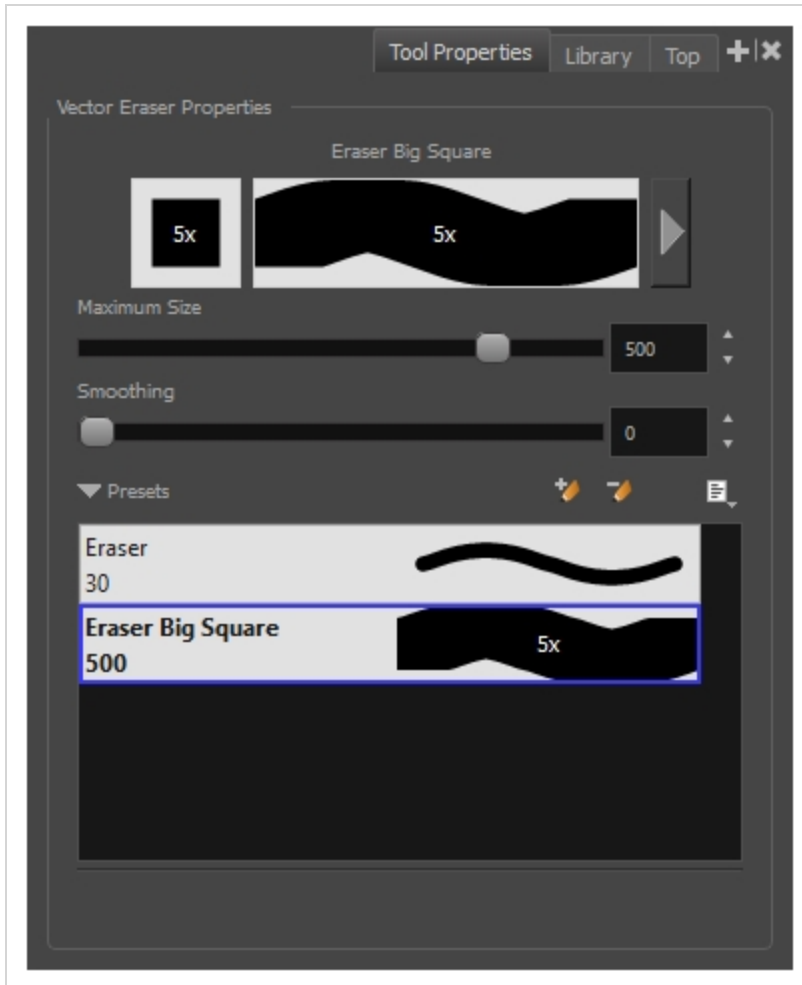 Tool Properties Library Top
Vector Eraser Properties
Eraser Big Square
5x 5x
Maximum Size
500
Smoothing
0
Presets
Eraser
30
Eraser Big Square
500
5x